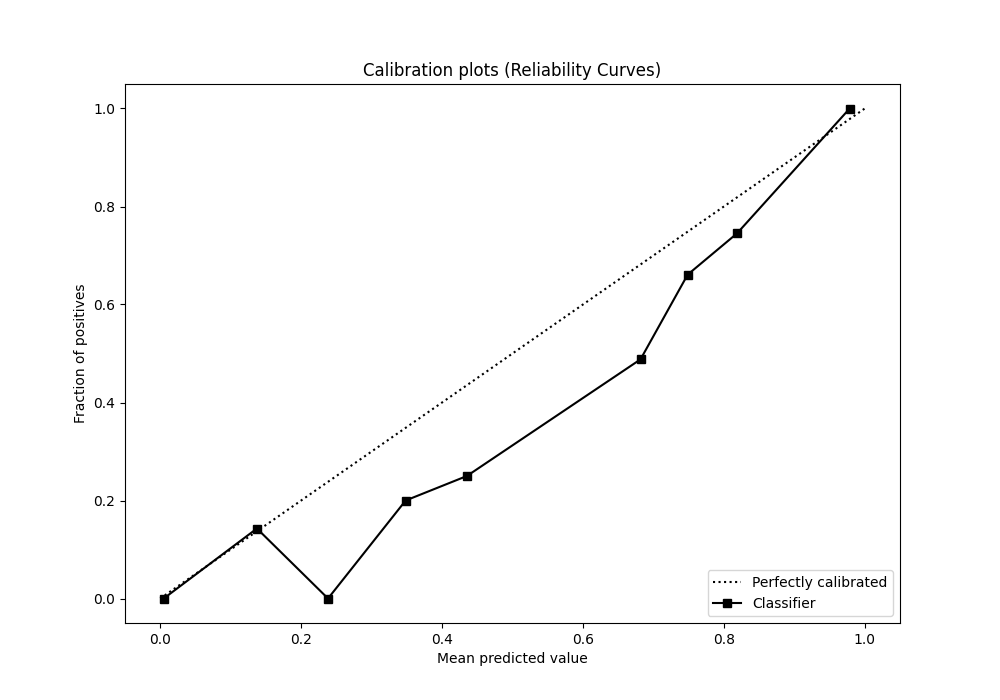 Calibration plots (Reliability Curves)
1.0
0.8
0.6
0.4
0.2
0.0
Fraction of positives
0.0 0.2 0.4 0.6 0.8 1.0
Mean predicted value
Perfectly calibrated
Classifier